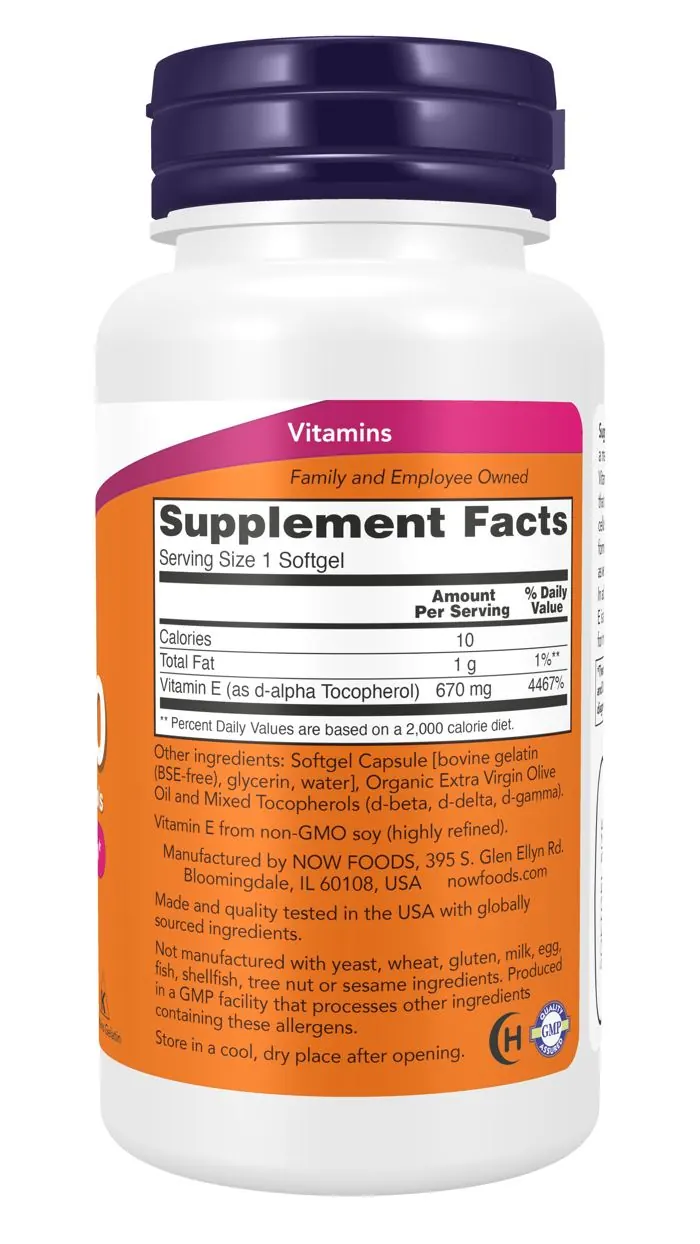 Vitamins
Family and Employee Owned
Supplement Facts
Serving Size 1 Softgel
Amount Per Serving % Daily Value
Calories 10
Total Fat 1 g 1%**
Vitamin E (as d-alpha Tocopherol) 670 mg 4467%
** Percent Daily Values are based on a 2,000 calorie diet.
Other ingredients: Softgel Capsule [bovine gelatin
(BSE-free), glycerin, water], Organic Extra Virgin Olive
Oil and Mixed Tocopherols (d-beta, d-delta, d-gamma).
Vitamin E from non-GMO soy (highly refined).
Manufactured by NOW FOODS, 395 S. Glen Ellyn Rd.
Bloomingdale, IL 60108, USA nowfoods.com
Made and quality tested in the USA with globally
sourced ingredients.
Not manufactured with yeast, wheat, gluten, milk, egg,
fish, shellfish, tree nut or sesame ingredients. Produced
in a GMP facility that processes other ingredients
containing these allergens.
Store in a cool, dry place after opening.
H
QUALITY
GMP
ASSURED
0
K
Gelatin